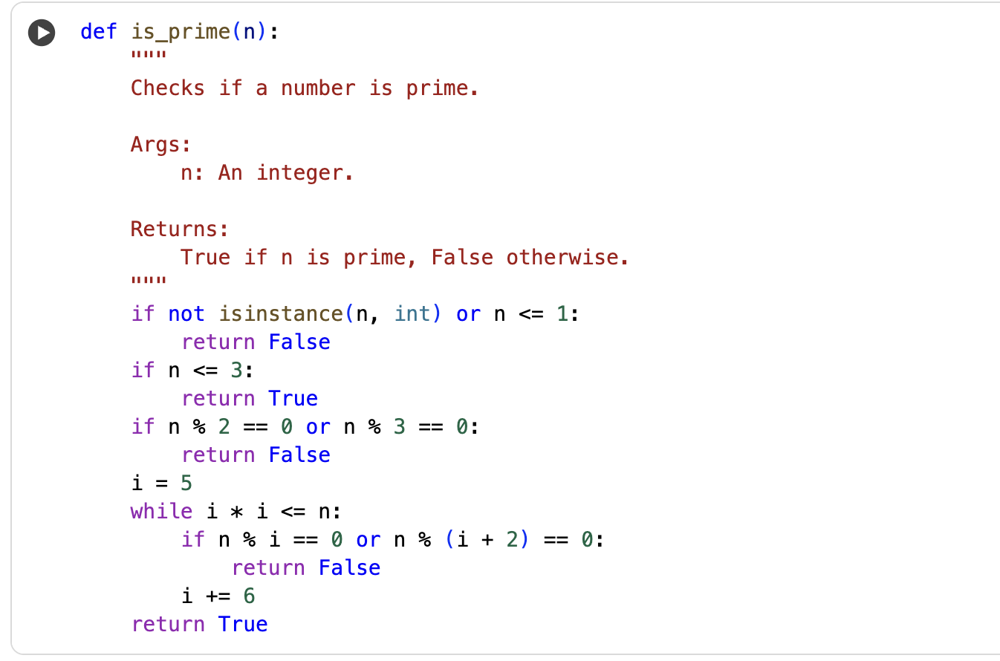 def is_prime(n):
    """
    Checks if a number is prime.

    Args:
        n: An integer.

    Returns:
        True if n is prime, False otherwise.
    """
    if not isinstance(n, int) or n <= 1:
        return False
    if n <= 3:
        return True
    if n % 2 == 0 or n % 3 == 0:
        return False
    i = 5
    while i * i <= n:
        if n % i == 0 or n % (i + 2) == 0:
            return False
        i += 6
    return True